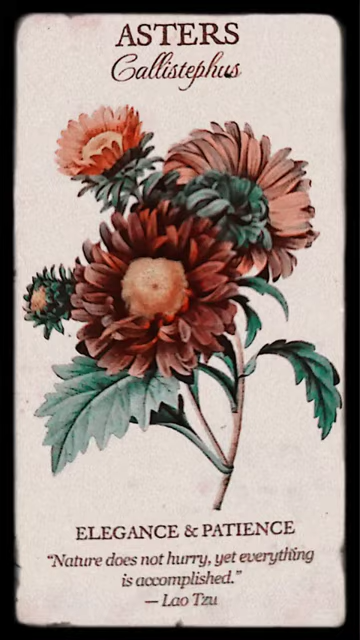 ASTERS
Callistephus
ELEGANCE & PATIENCE
“Nature does not hurry, yet everything
is accomplished.”
— Lao Tzu